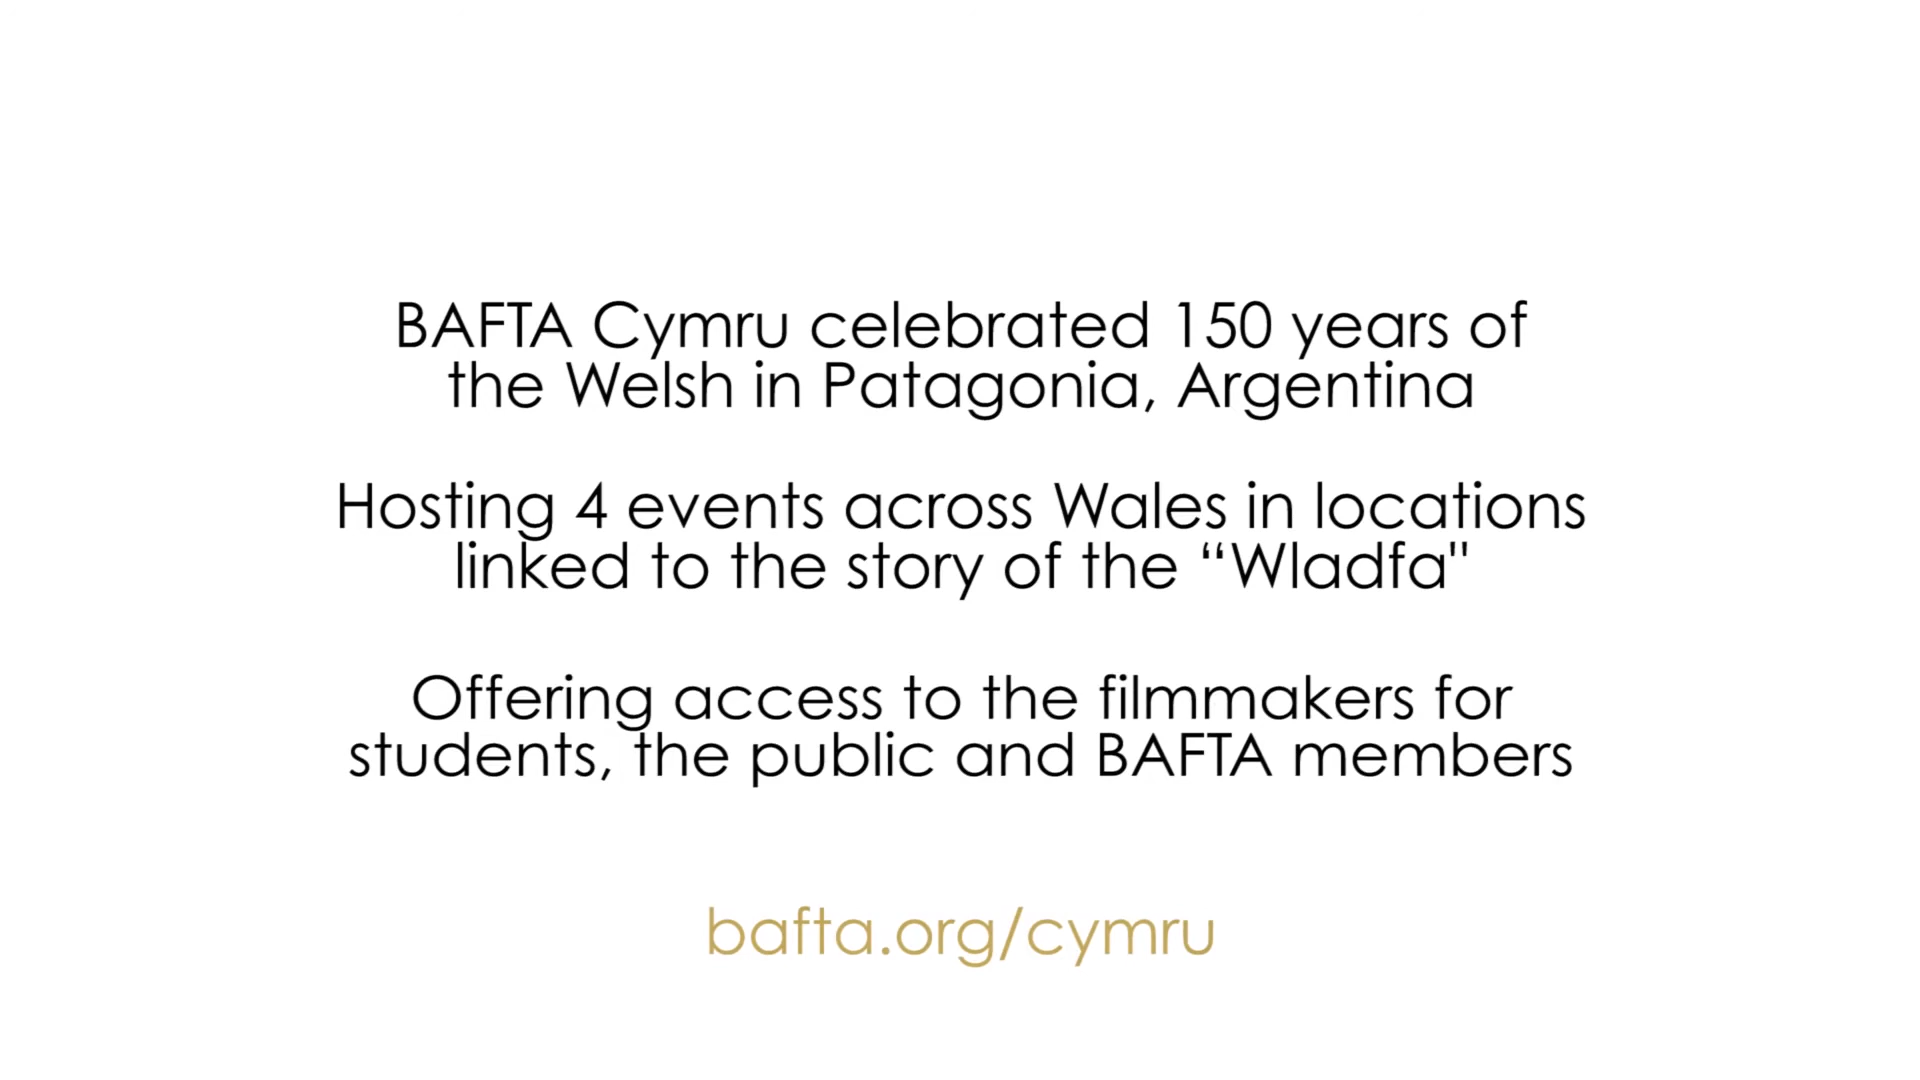 BAFTA Cymru celebrated 150 years of
the Welsh in Patagonia, Argentina
Hosting 4 events across Wales in locations
linked to the story of the “Wladfa"
Offering access to the filmmakers for
students, the public and BAFTA members
bafta.org/cymru